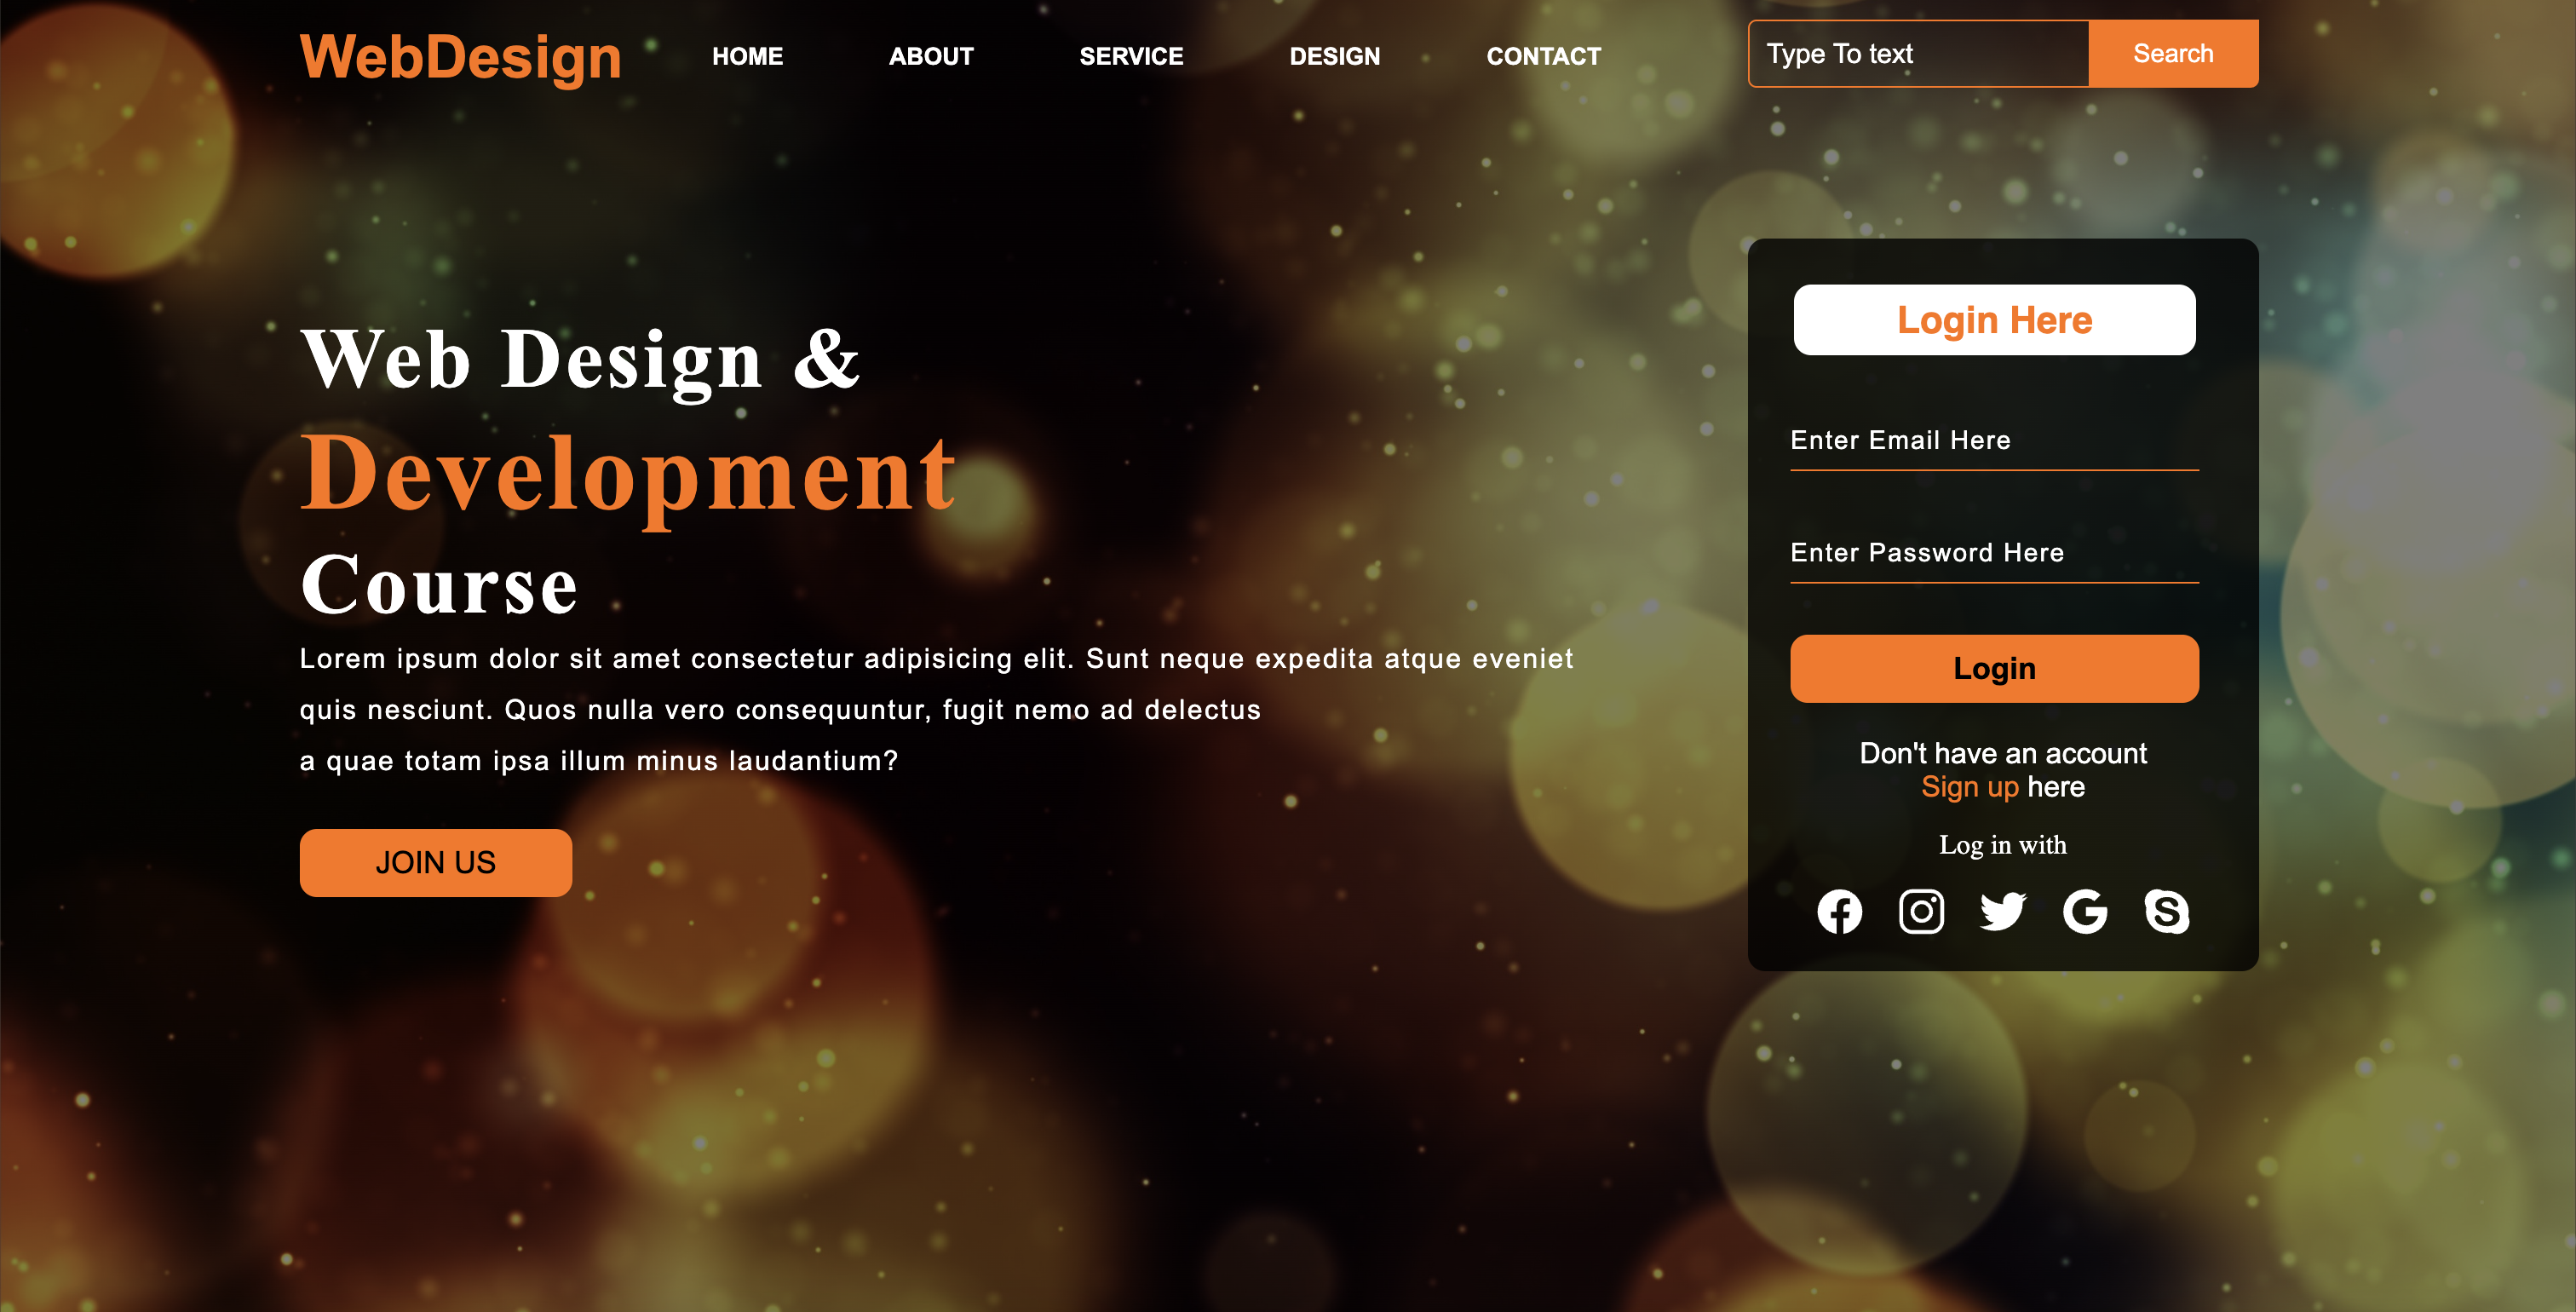 WebDesign
HOME
ABOUT
SERVICE
DESIGN
CONTACT
Type To text
Search
Web Design &
Development
Course
Lorem ipsum dolor sit amet consectetur adipisicing elit. Sunt neque expedita atque eveniet
quis nesciunt. Quos nulla vero consequuntur, fugit nemo ad delectus
a quae totam ipsa illum minus laudantium?
JOIN US
Login Here
Enter Email Here
Enter Password Here
Login
Don't have an account
Sign up here
Log in with